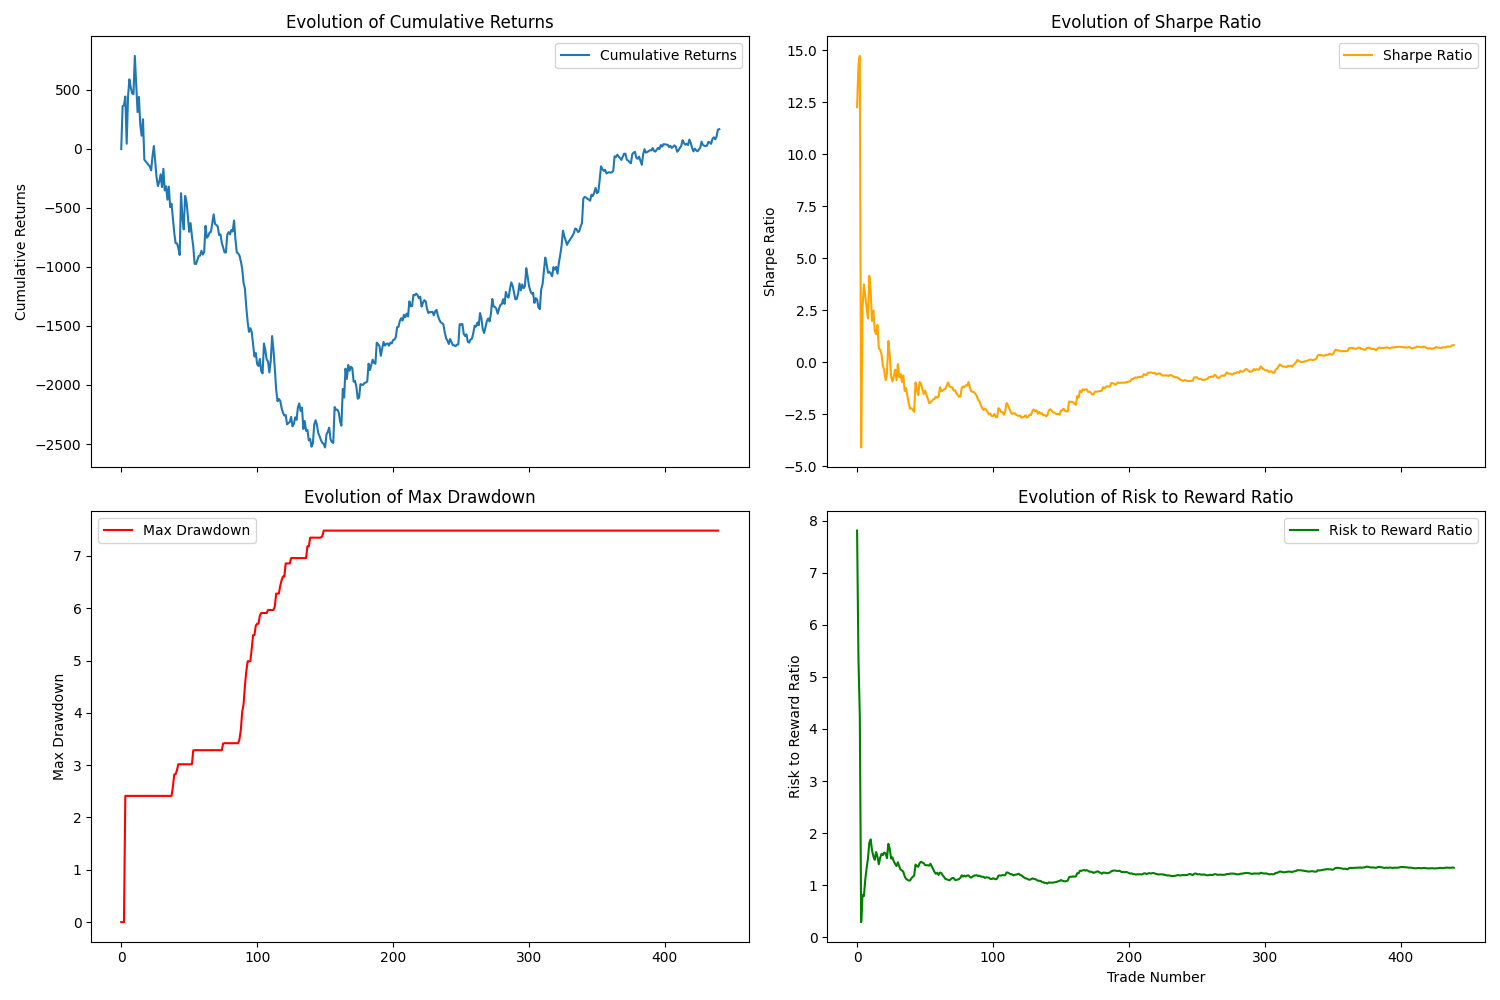 Evolution of Cumulative Returns
Cumulative Returns
Cumulative Returns
500
0
−500
−1000
−1500
−2000
−2500
Evolution of Sharpe Ratio
Sharpe Ratio
Sharpe Ratio
15.0
12.5
10.0
7.5
5.0
2.5
0.0
−2.5
−5.0
Evolution of Max Drawdown
Max Drawdown
Max Drawdown
7
6
5
4
3
2
1
0
0 100 200 300 400
Evolution of Risk to Reward Ratio
Risk to Reward Ratio
Risk to Reward Ratio
8
7
6
5
4
3
2
1
0
0 100 200 300 400
Trade Number